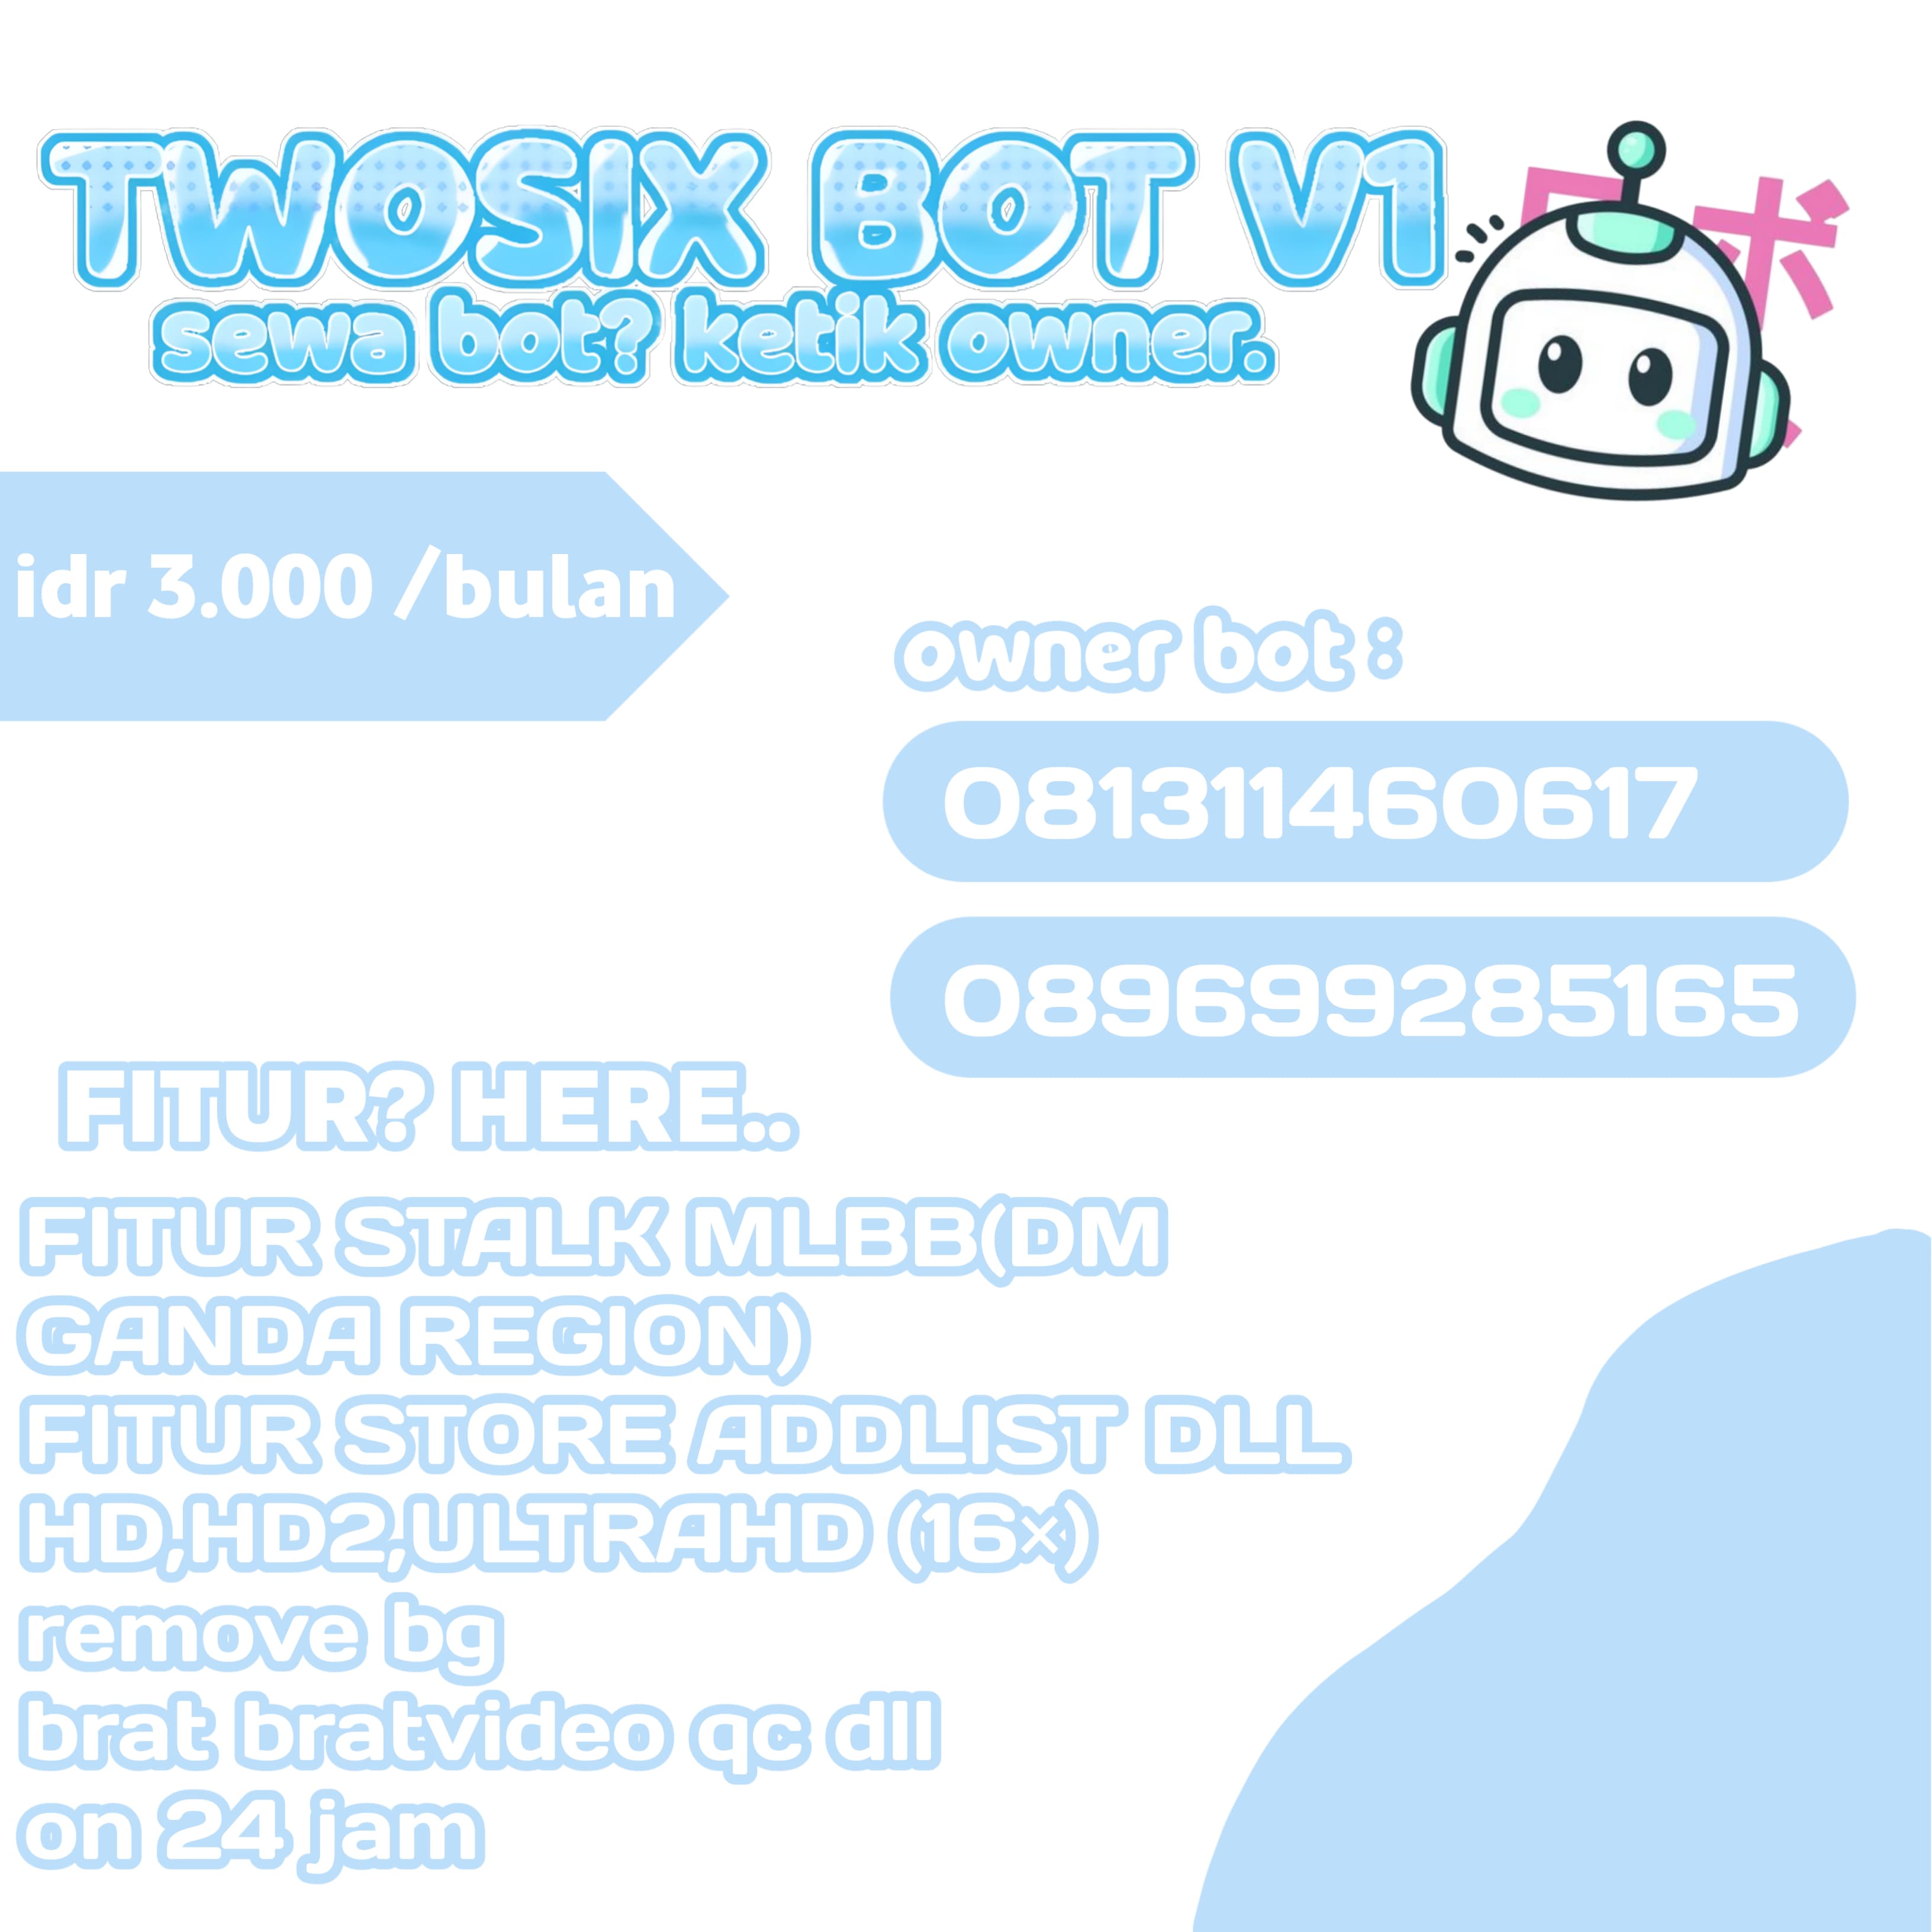 TWOSIX BOT V1
sewa bot? ketik owner.
idr 3.000 /bulan
owner bot :
081311460617
0896999285165
FITUR? HERE..
FITUR STALK MLBB(DM
GANDA REGION)
FITUR STORE ADDLIST DLL
HD,HD2,ULTRAHD (16×)
remove bg
brat bratvideo qc dll
on 24 jam